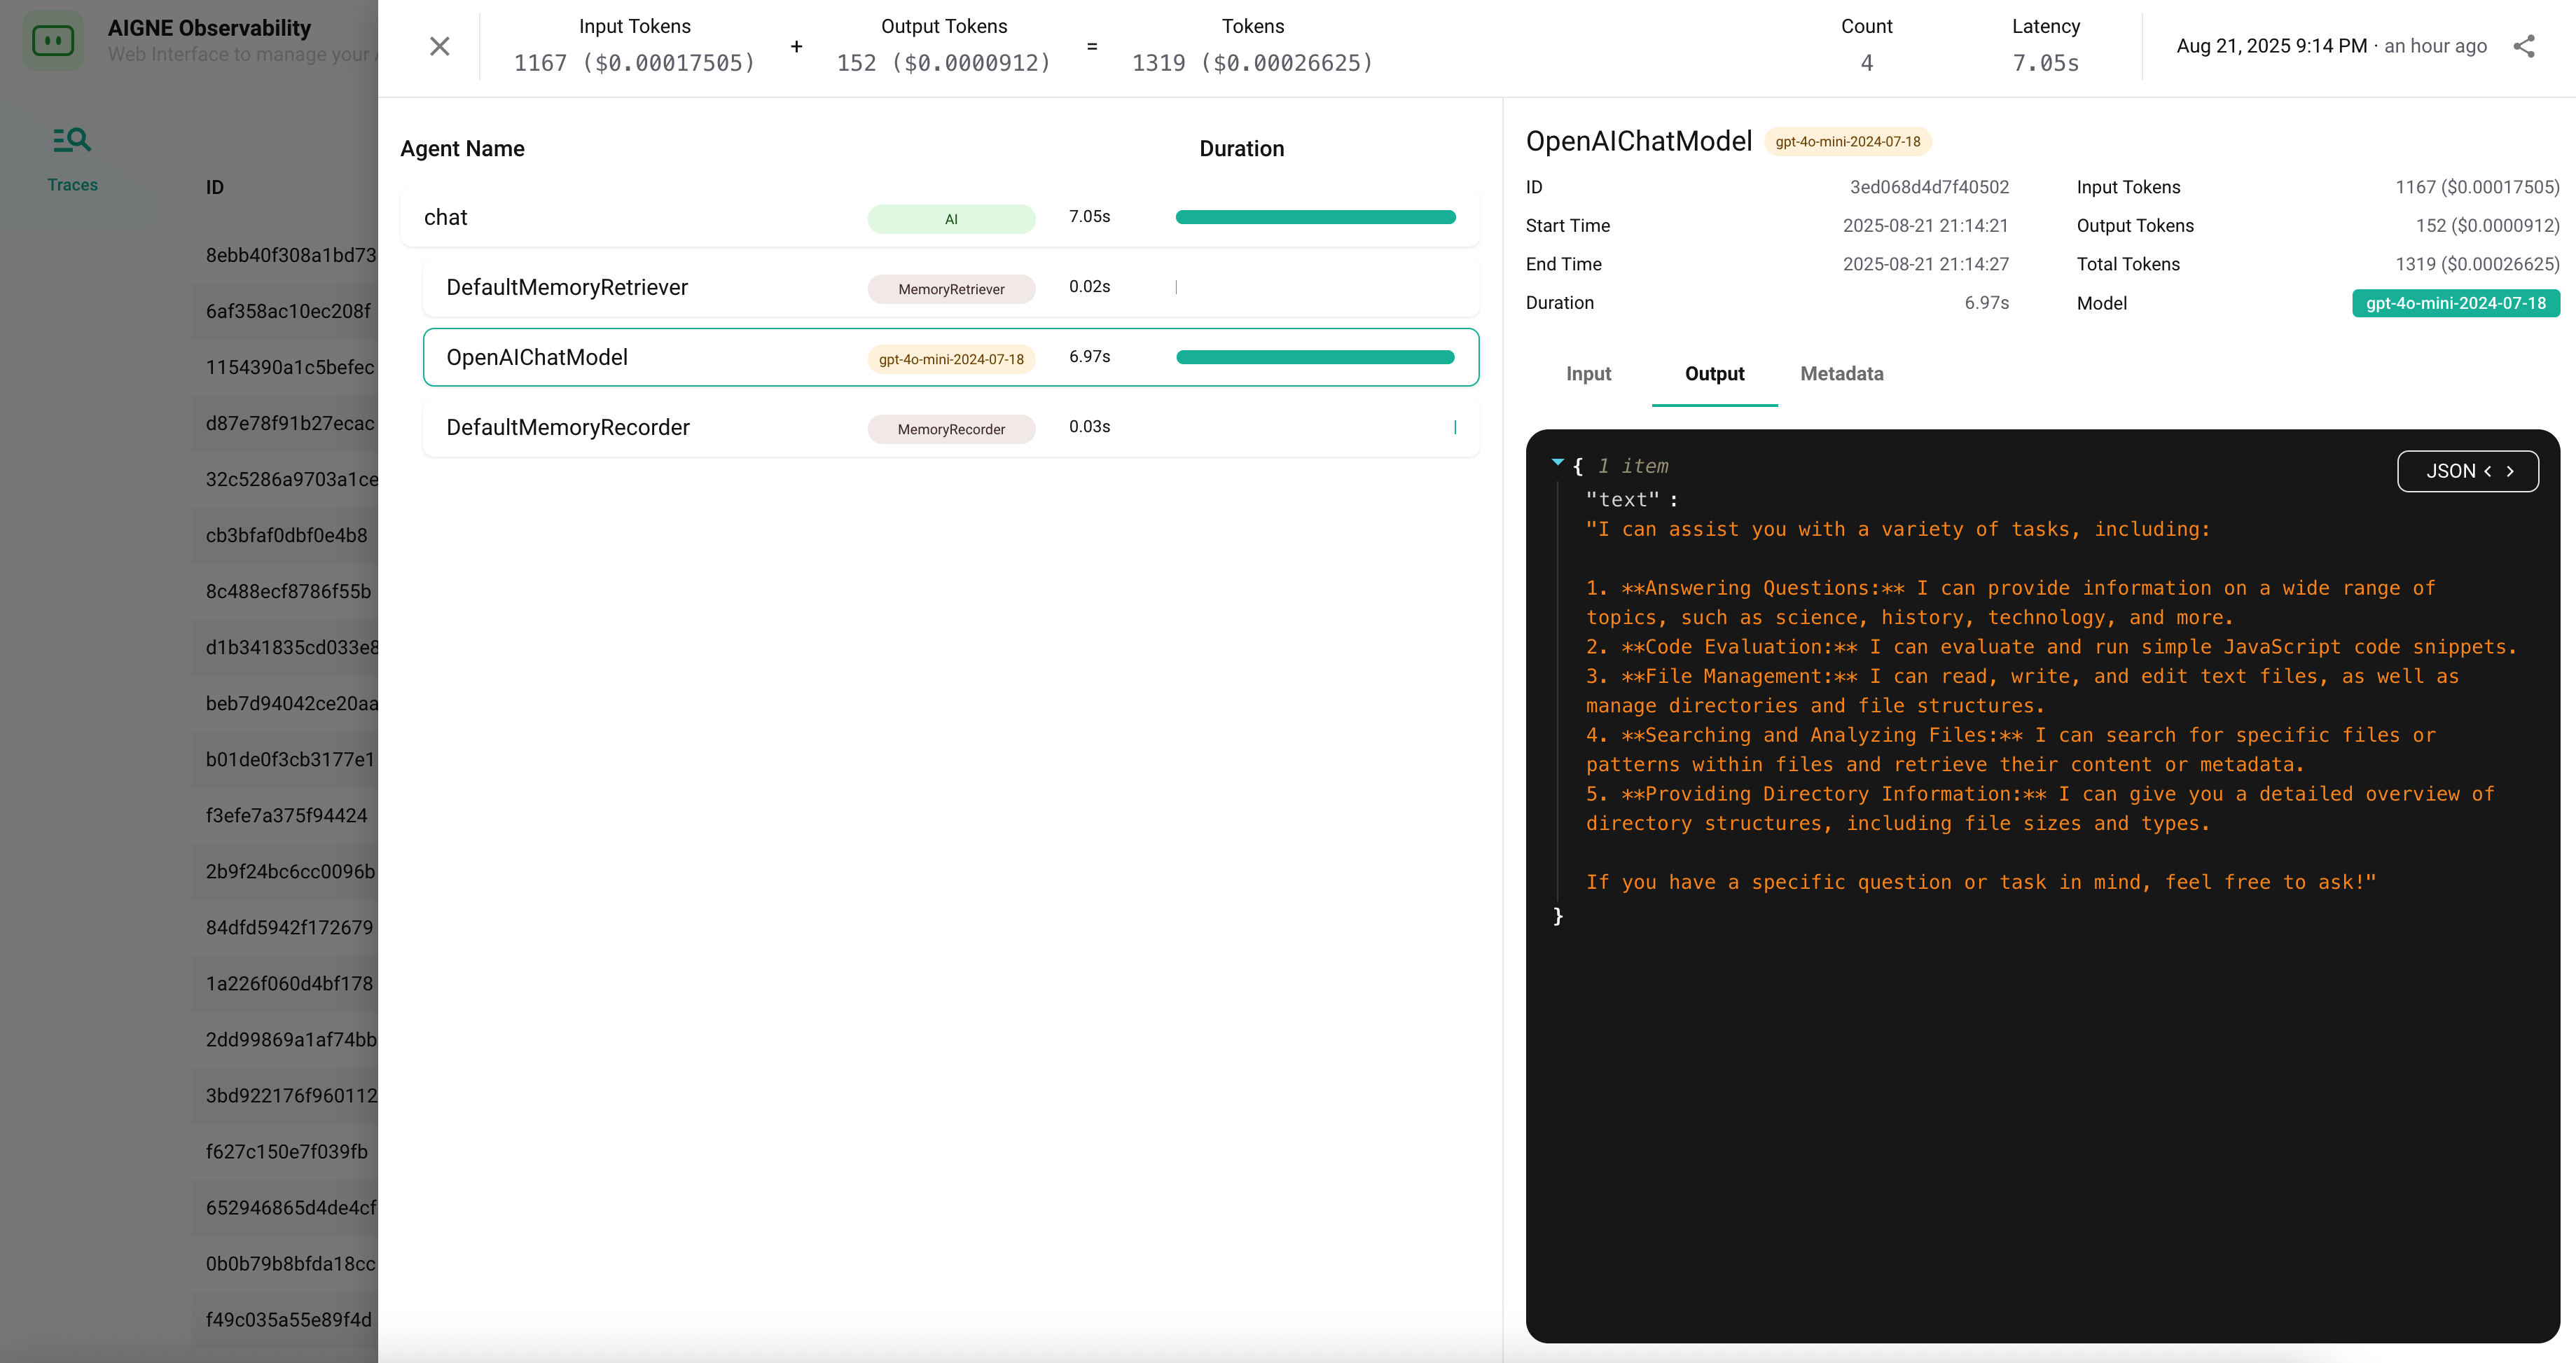 AIGNE Observability
Web Interface to manage your
Traces
ID
8ebb40f308a1bd73
6af358ac10ec208f
1154390a1c5befec
d87e78f91b27ecac
32c5286a9703a1ce
cb3bfaf0dbf0e4b8
8c488ecf8786f55b
d1b341835cd033e8
beb7d94042ce20aa
b01de0f3cb3177e1
f3efe7a375f94424
2b9f24bc6cc0096b
84dfd5942f172679
1a226f060d4bf178
2dd99869a1af74bb
3bd922176f960112
f627c150e7f039fb
652946865d4de4cf
0b0b79b8bfda18cc
f49c035a55e89f4d
Input Tokens
1167 ($0.00017505)
+
Output Tokens
152 ($0.0000912)
=
Tokens
1319 ($0.00026625)
Count
4
Latency
7.05s
Aug 21, 2025 9:14 PM · an hour ago
Agent Name Duration
chat AI 7.05s
DefaultMemoryRetriever MemoryRetriever 0.02s
OpenAIChatModel gpt-4o-mini-2024-07-18 6.97s
DefaultMemoryRecorder MemoryRecorder 0.03s
OpenAIChatModel gpt-4o-mini-2024-07-18
ID 3ed068d4d7f40502
Start Time 2025-08-21 21:14:21
End Time 2025-08-21 21:14:27
Duration 6.97s
Input Tokens 1167 ($0.00017505)
Output Tokens 152 ($0.0000912)
Total Tokens 1319 ($0.00026625)
Model gpt-4o-mini-2024-07-18
Input Output Metadata
JSON < >
{ 1 item
"text" :
"I can assist you with a variety of tasks, including:
1. **Answering Questions:** I can provide information on a wide range of
topics, such as science, history, technology, and more.
2. **Code Evaluation:** I can evaluate and run simple JavaScript code snippets.
3. **File Management:** I can read, write, and edit text files, as well as
manage directories and file structures.
4. **Searching and Analyzing Files:** I can search for specific files or
patterns within files and retrieve their content or metadata.
5. **Providing Directory Information:** I can give you a detailed overview of
directory structures, including file sizes and types.
If you have a specific question or task in mind, feel free to ask!"
}